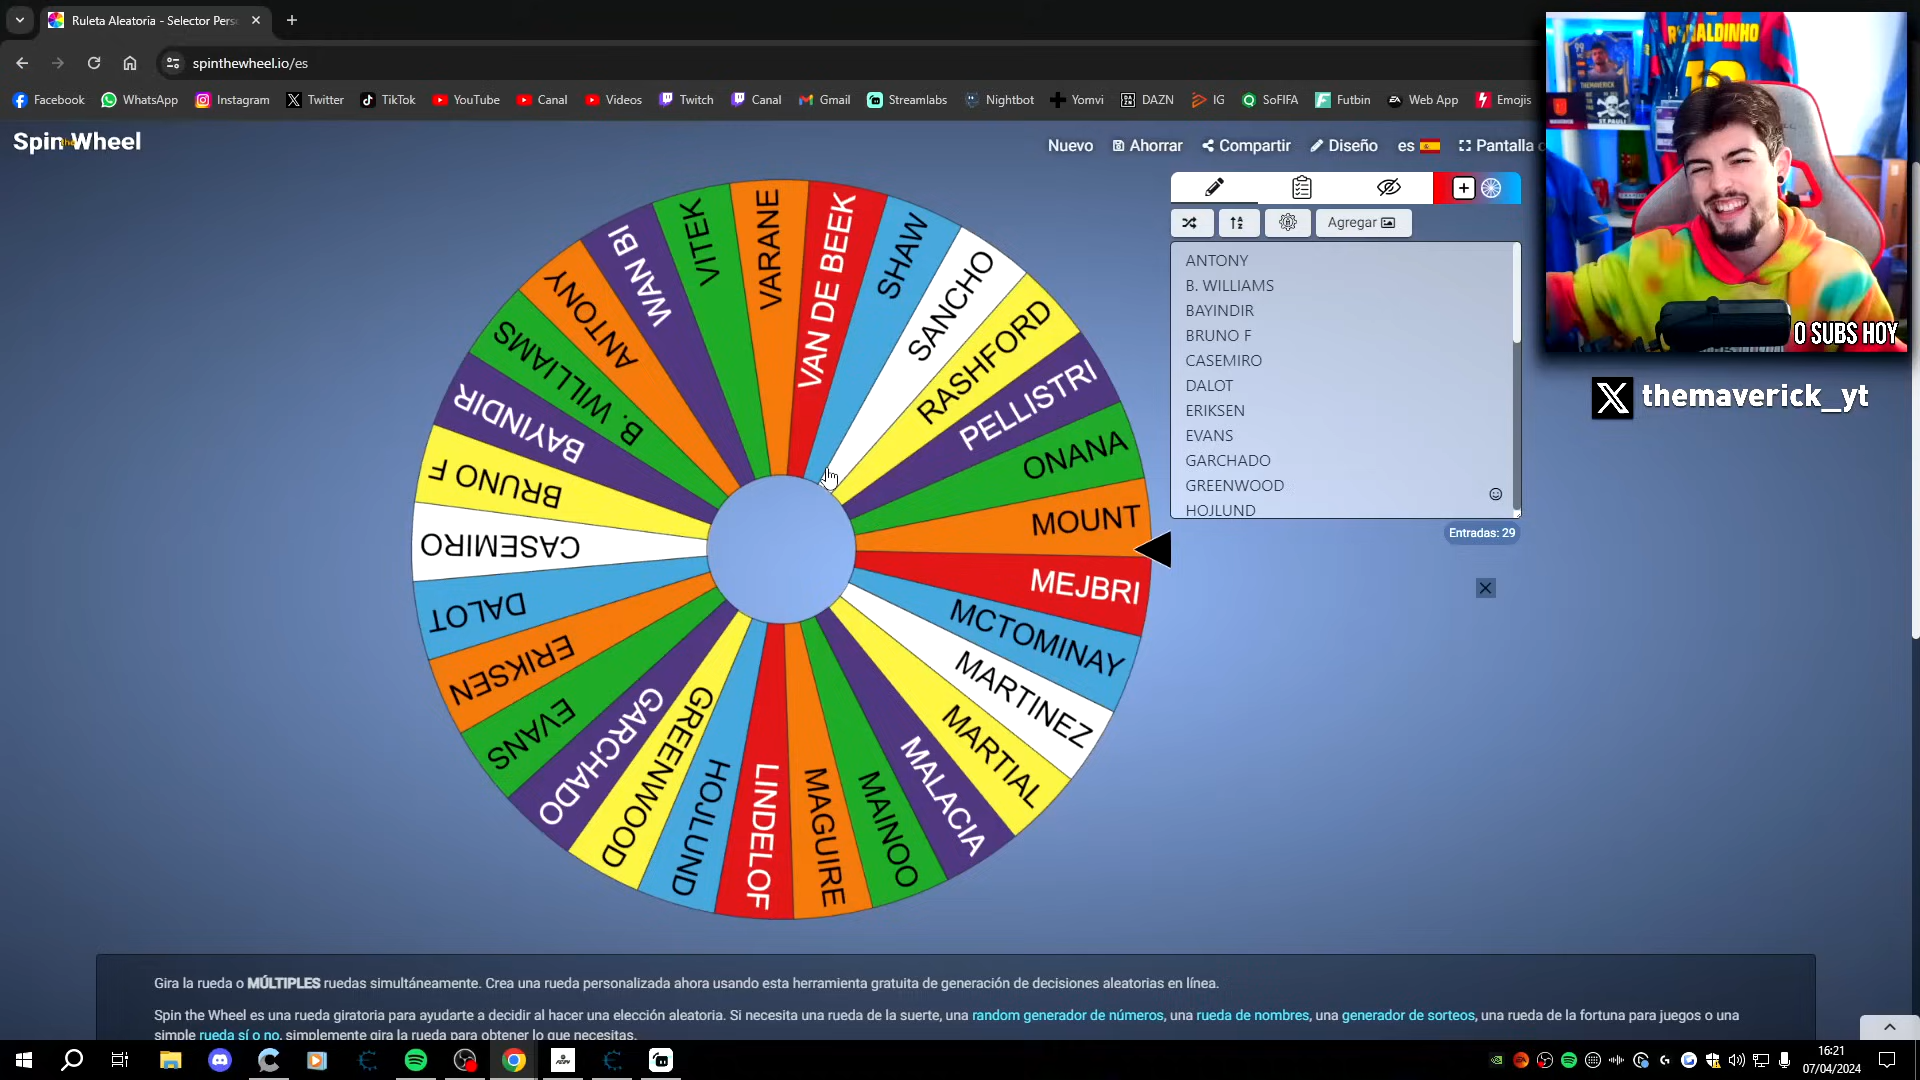 Ruleta Aleatoria - Selector Pers
spinthewheel.io/es
Facebook WhatsApp Instagram Twitter TikTok YouTube Canal Videos Twitch Canal Gmail Streamlabs Nightbot Yomvi DAZN IG SoFIFA Futbin Web App Emojis
Spin the Wheel
Nuevo Ahorrar Compartir Diseño es Pantalla c
Agregar
ANTONY
B. WILLIAMS
BAYINDIR
BRUNO F
CASEMIRO
DALOT
ERIKSEN
EVANS
GARCHADO
GREENWOOD
HOJLUND
Entradas: 29
VARANE
VAN DE BEEK
SHAW
SANCHO
RASHFORD
PELLISTRI
ONANA
MOUNT
MEJBRI
MCTOMINAY
MARTINEZ
MARTIAL
MALACIA
MAINOO
MAGUIRE
LINDELOF
HOJLUND
GREENWOOD
GARCHADO
EVANS
ERIKSEN
DALOT
CASEMIRO
BRUNO F
BAYINDIR
B. WILLIAMS
ANTONY
WAN BI
VITEK
RONALDINHO
10
99
THEMAVERICK
ST. PAULI
0 SUBS HOY
X themaverick_yt
Gira la rueda o MÚLTIPLES ruedas simultáneamente. Crea una rueda personalizada ahora usando esta herramienta gratuita de generación de decisiones aleatorias en línea.
Spin the Wheel es una rueda giratoria para ayudarte a decidir al hacer una elección aleatoria. Si necesita una rueda de la suerte, una random generador de números, una rueda de nombres, una generador de sorteos, una rueda de la fortuna para juegos o una
simple rueda sí o no, simplemente gira la rueda para obtener lo que necesitas.
16:21
07/04/2024